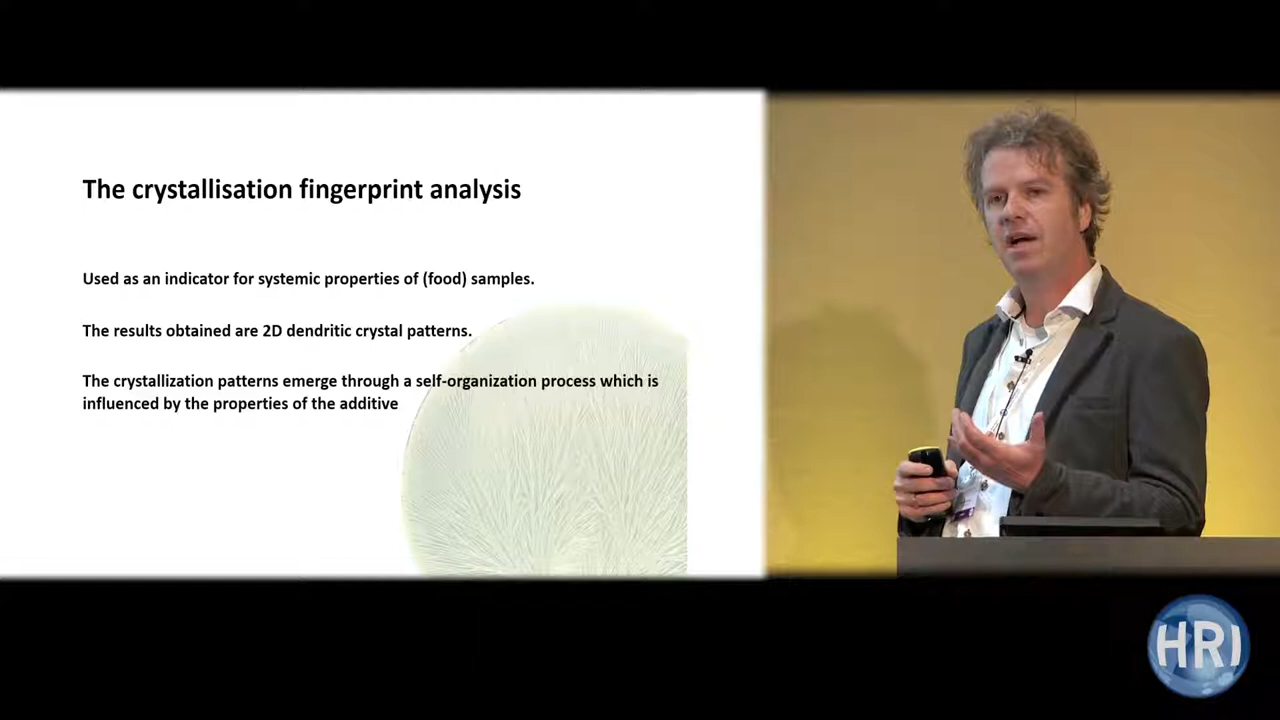 The crystallisation fingerprint analysis
Used as an indicator for systemic properties of (food) samples.
The results obtained are 2D dendritic crystal patterns.
The crystallization patterns emerge through a self-organization process which is
influenced by the properties of the additive
HRI